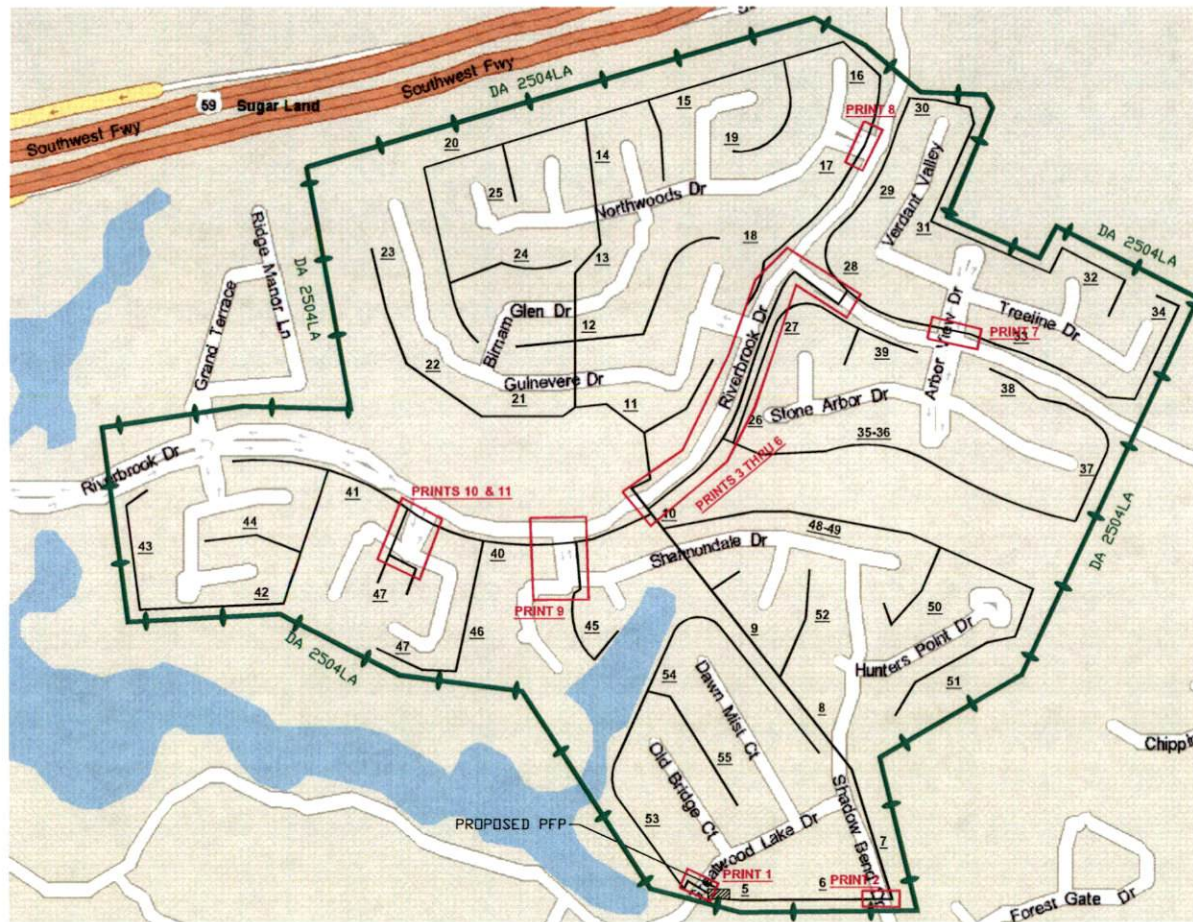 Southwest Fwy
Southwest Fwy
Southwest Fwy
59
Sugar Land
DA 2504LA
20
15
16
PRINT 8
30
14
19
17
25
Northwoods Dr
29
Verdant Valley
31
DA 2504LA
Ridge Manor Ln
DA 2504LA
23
24
13
18
28
32
34
Grand Terrace
Birnam
Glen Dr
12
Riverbrook Dr
27
Arbor View Dr
Treeline Dr
PRINT 7
33
22
Guinevere Dr
39
38
21
11
26
Stone Arbor Dr
35-36
37
Riverbrook Dr
PRINTS 3 THRU 6
PRINTS 10 & 11
41
10
44
43
40
Shannondale Dr
48-49
DA 2504LA
42
47
PRINT 9
45
46
9
52
50
Hunters Point Dr
47
DA 2504LA
54
Dawn Mist Ct
8
51
Old Bridge Ct
55
Shadow Bend Dr
Chippin
PROPOSED PFP
53
7
PRINT 1
5
6
PRINT 2
Forest Gate Dr